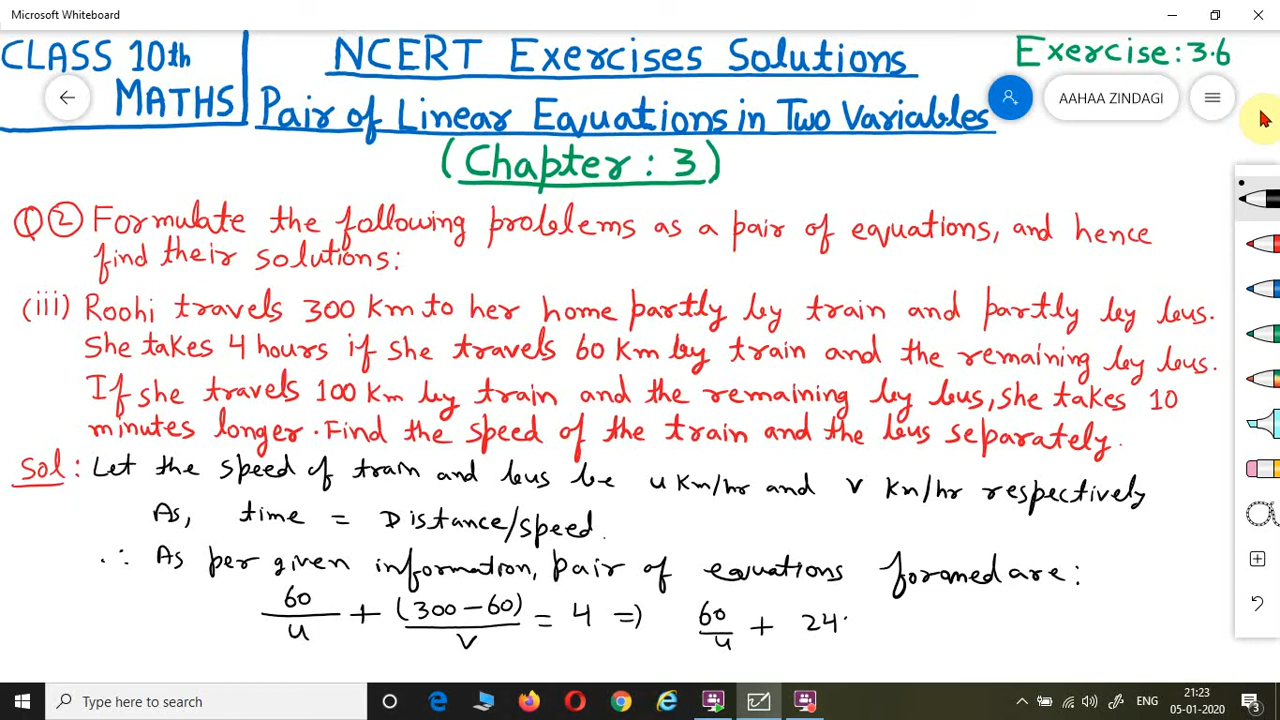 Microsoft Whiteboard
CLASS 10th
MATHS
NCERT Exercises Solutions
Exercise: 3.6
Pair of Linear Equations in Two Variables
AAHAA ZINDAGI
(Chapter : 3)
Q2 Formulate the following problems as a pair of equations, and hence
find their solutions:
(iii) Roohi travels 300 Km to her home partly by train and partly by bus.
She takes 4 hours if she travels 60 Km by train and the remaining by bus.
If she travels 100 Km by train and the remaining by bus, she takes 10
minutes longer. Find the speed of the train and the bus separately.
Sol: Let the speed of train and bus be u Km/hr and v Km/hr respectively
As, time = Distance/speed.
∴ As per given information, pair of equations formed are:
60/u + (300-60)/v = 4 => 60/u + 24
Type here to search
ENG
21:23
05-01-2020
3